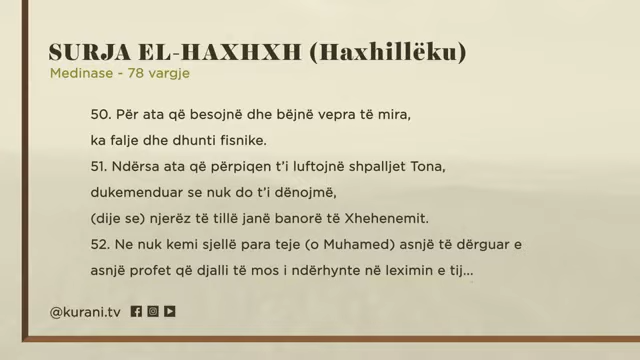 SURJA EL-HAXHXH (Haxhillëku)
Medinase - 78 vargje
50. Për ata që besojnë dhe bëjnë vepra të mira,
ka falje dhe dhunti fisnike.
51. Ndërsa ata që përpiqen t'i luftojnë shpalljet Tona,
dukemenduar se nuk do t'i dënojmë,
(dije se) njerëz të tillë janë banorë të Xhehenemit.
52. Ne nuk kemi sjellë para teje (o Muhamed) asnjë të dërguar e
asnjë profet që djalli të mos i ndërhynte në leximin e tij...
@kurani.tv